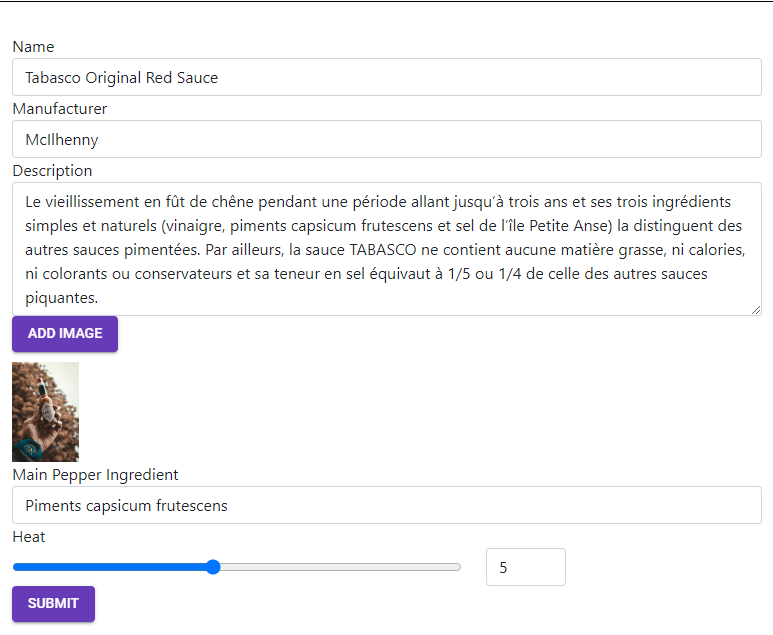 Name
Tabasco Original Red Sauce
Manufacturer
McIlhenny
Description
Le vieillissement en fût de chêne pendant une période allant jusqu'à trois ans et ses trois ingrédients
simples et naturels (vinaigre, piments capsicum frutescens et sel de l'île Petite Anse) la distinguent des
autres sauces pimentées. Par ailleurs, la sauce TABASCO ne contient aucune matière grasse, ni calories,
ni colorants ou conservateurs et sa teneur en sel équivaut à 1/5 ou 1/4 de celle des autres sauces
piquantes.
ADD IMAGE
Main Pepper Ingredient
Piments capsicum frutescens
Heat
5
SUBMIT